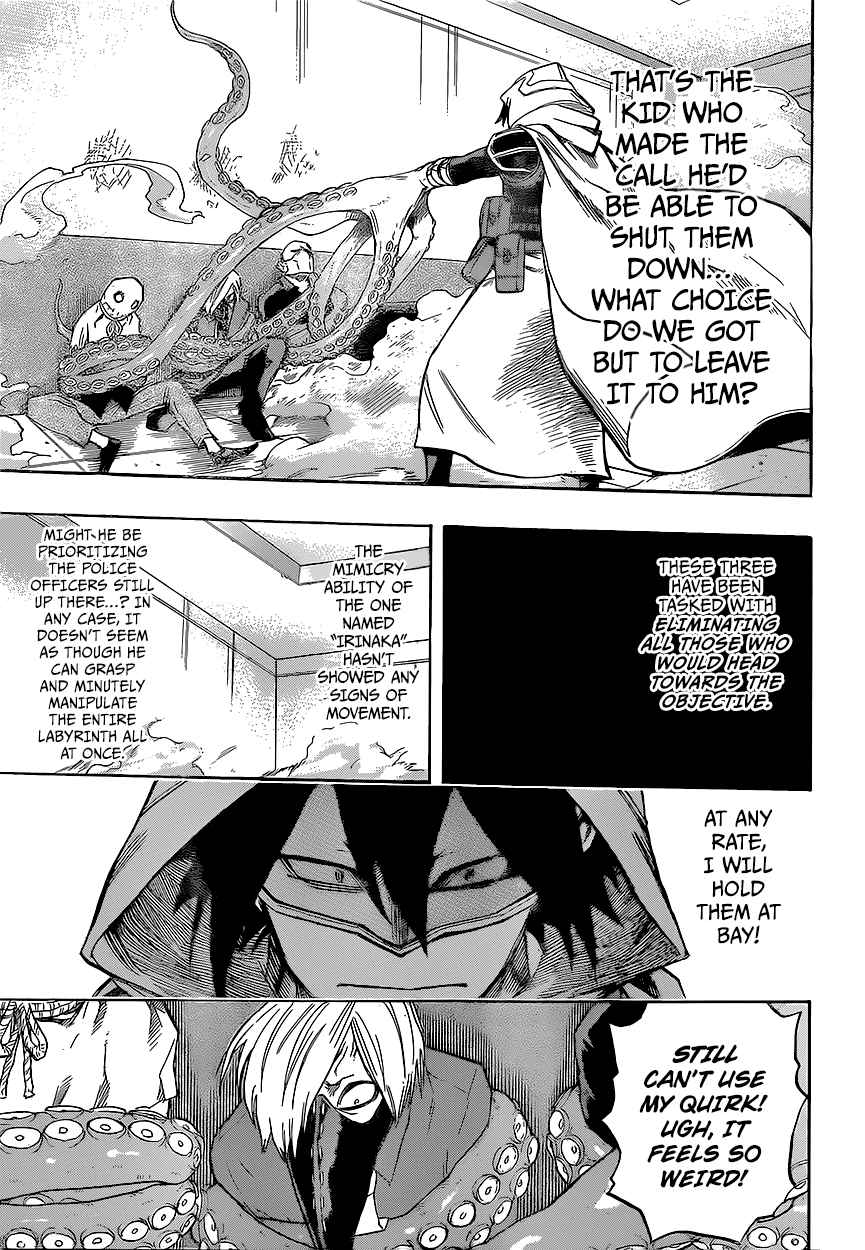 THAT'S THE
KID WHO
MADE THE
CALL HE'D
BE ABLE TO
SHUT THEM
DOWN...
WHAT CHOICE
DO WE GOT
BUT TO LEAVE
IT TO HIM?
THESE THREE
HAVE BEEN
TASKED WITH
ELIMINATING
ALL THOSE WHO
WOULD HEAD
TOWARDS THE
OBJECTIVE.
THE
MIMICRY
ABILITY OF
THE ONE
NAMED
"IRINAKA"
HASN'T
SHOWED ANY
SIGNS OF
MOVEMENT.
MIGHT HE BE
PRIORITIZING
THE POLICE
OFFICERS STILL
UP THERE...? IN
ANY CASE, IT
DOESN'T SEEM
AS THOUGH HE
CAN GRASP
AND MINUTELY
MANIPULATE
THE ENTIRE
LABYRINTH ALL
AT ONCE.
AT ANY
RATE,
I WILL
HOLD
THEM AT
BAY!
STILL
CAN'T USE
MY QUIRK!
UGH, IT
FEELS SO
WEIRD!